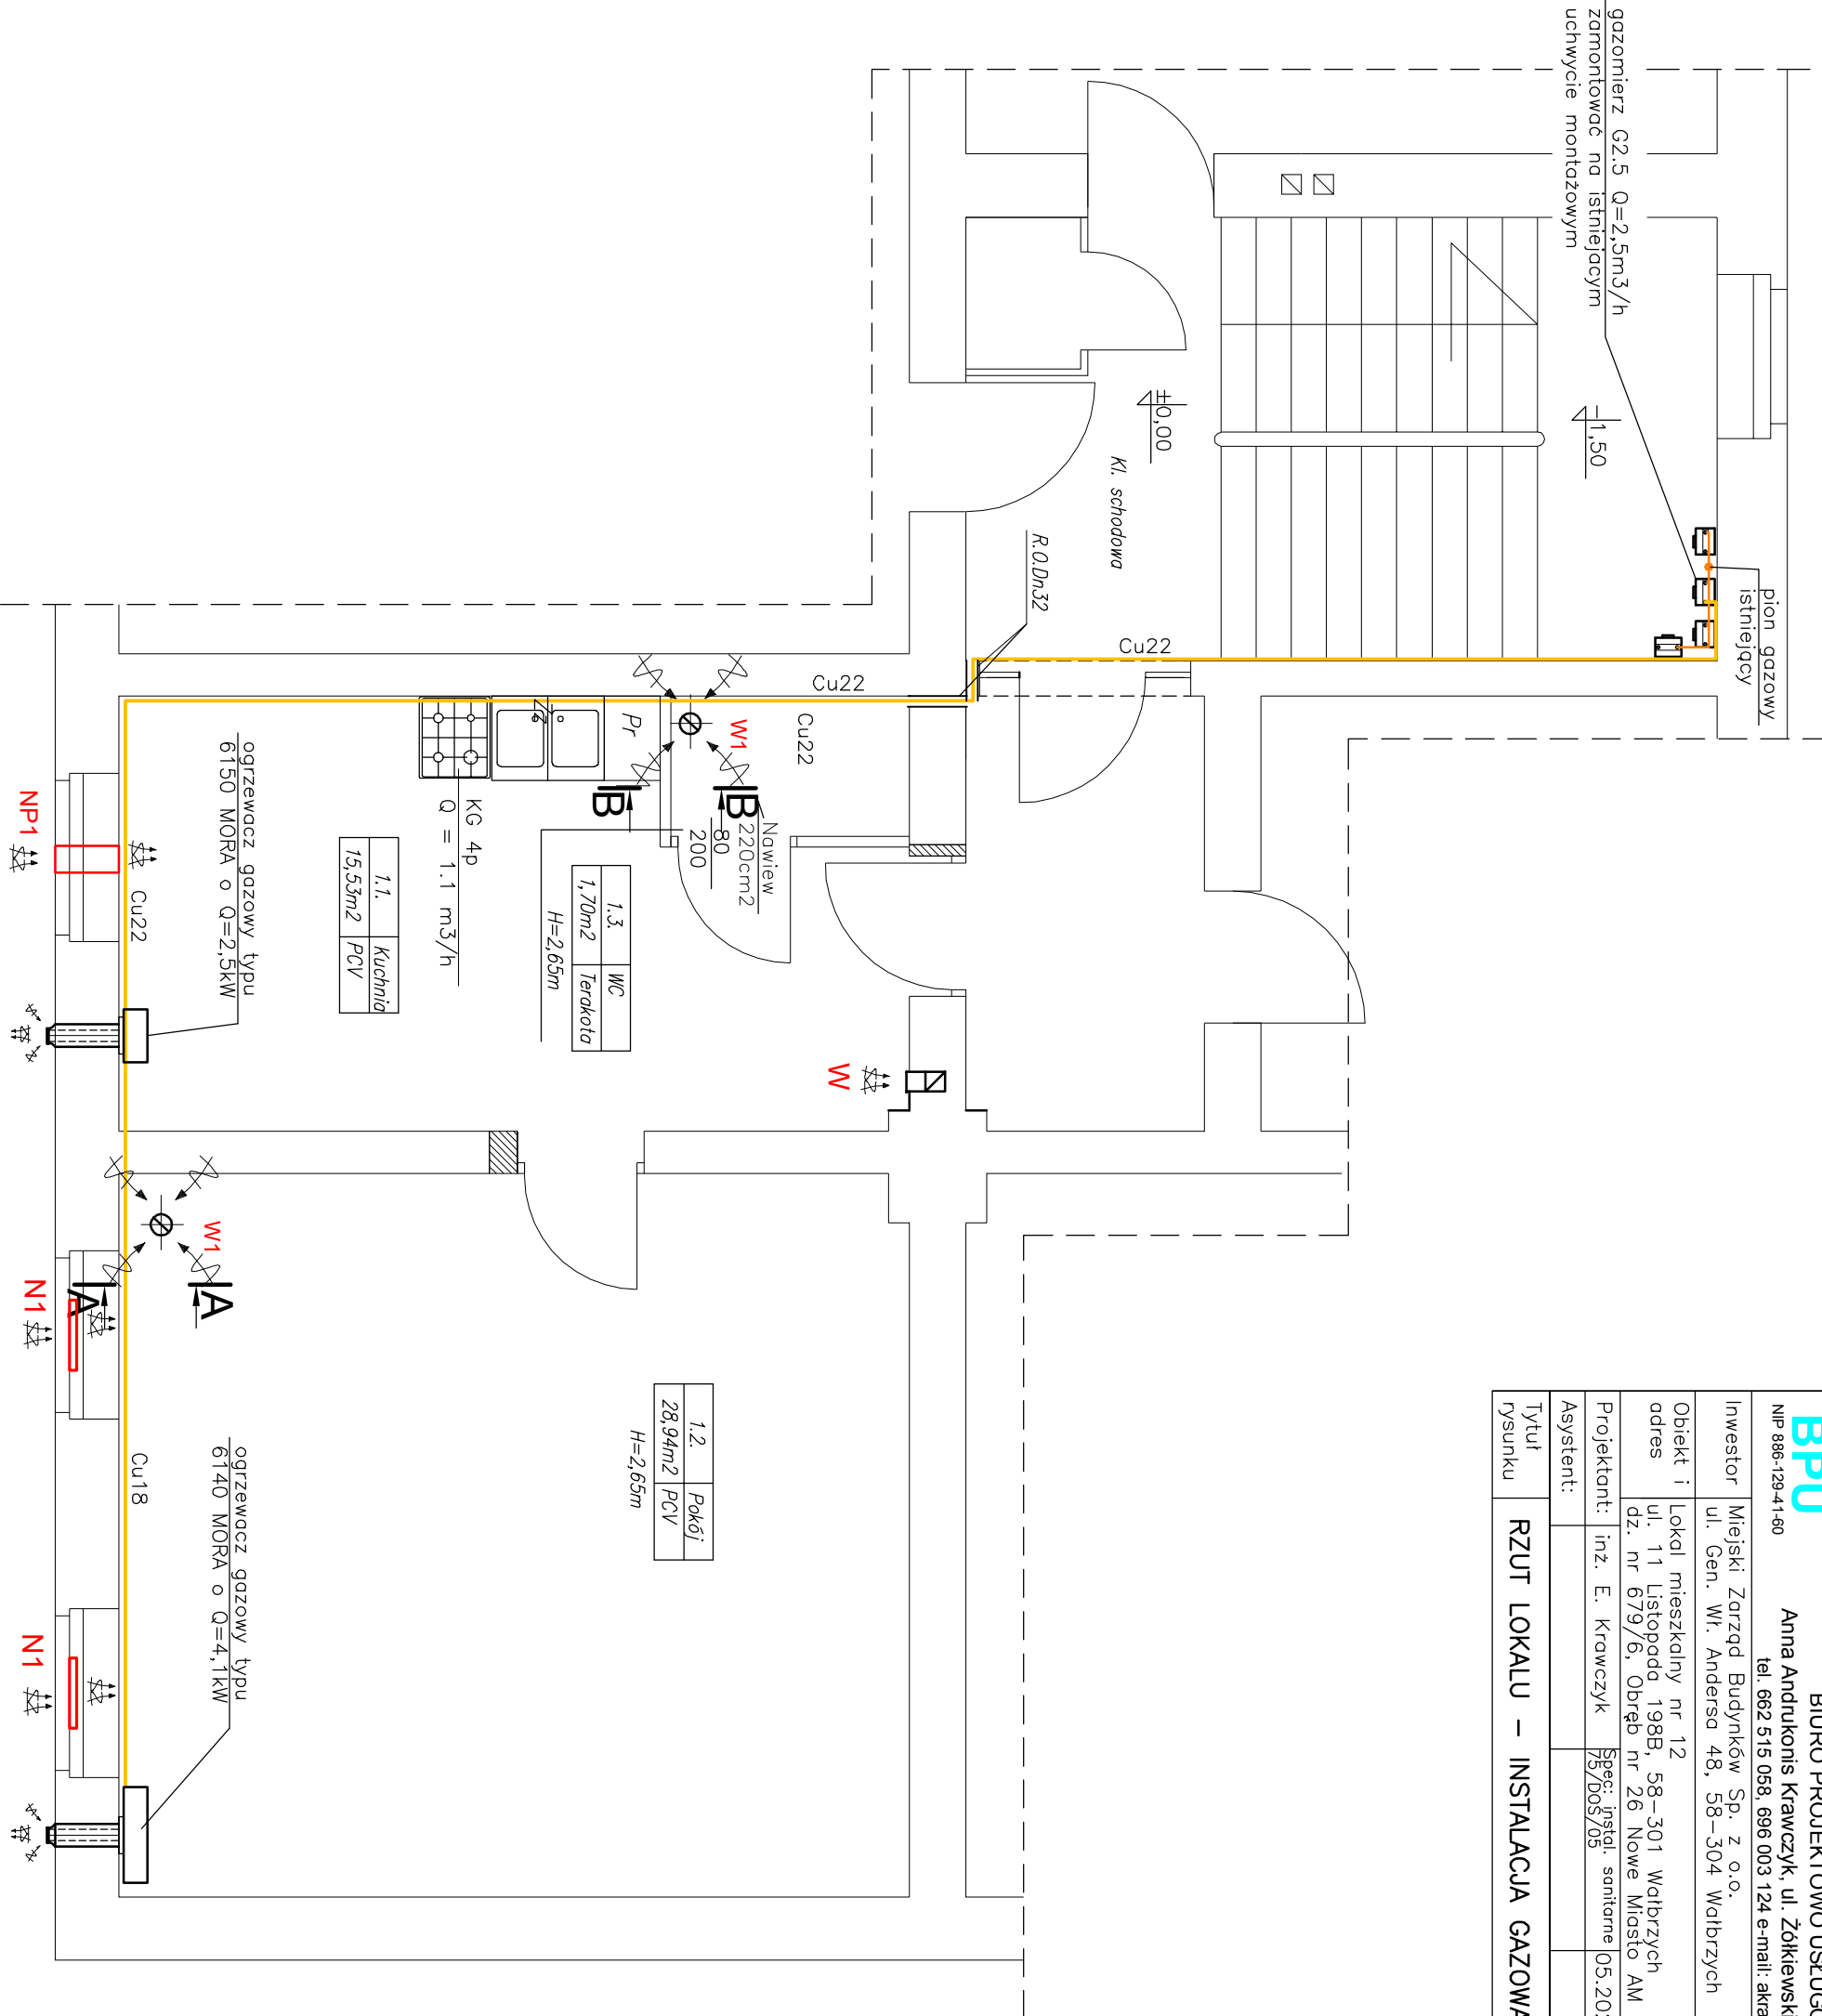 gazomierz G2.5 Q=2,5m3/h
zamontować na istniejącym
uchwycie montażowym
-1,50
±0,00
Kl. schodowa
R.O.Dn32
pion gazowy
istniejący
Cu22
Cu22
Cu22
W1
Pr
Z
B
B
Nawiew
220cm2
80
200
KG 4p
Q = 1.1 m3/h
1.3. WC
1,70m2 Terakota
H=2,65m
1.1. Kuchnia
15,53m2 PCV
ogrzewacz gazowy typu
6150 MORA o Q=2,5kW
NP1
Cu22
W
W1
A
A
N1
1.2. Pokój
28,94m2 PCV
H=2,65m
Cu18
ogrzewacz gazowy typu
6140 MORA o Q=4,1kW
N1
BPU
NIP 886-129-41-60
BIURO PROJEKTOWO
Anna Andrukonis Krawczyk, ul.
tel. 662 515 058, 696 003 124 e-mail:
Inwestor
Miejski Zarząd Budynków Sp. z o.o.
ul. Gen. Wł. Andersa 48, 58-304 Wałbrzych
Obiekt i
adres
Lokal mieszkalny nr 12
ul. 11 Listopada 198B, 58-301 Wałbrzych
dz. nr 679/6, Obręb nr 26 Nowe Miasto AM
Projektant: inż. E. Krawczyk
Spec: instal. sanitarne
75/DOŚ/05
Asystent:
Tytuł
rysunku
RZUT LOKALU - INSTALACJA GAZOWA